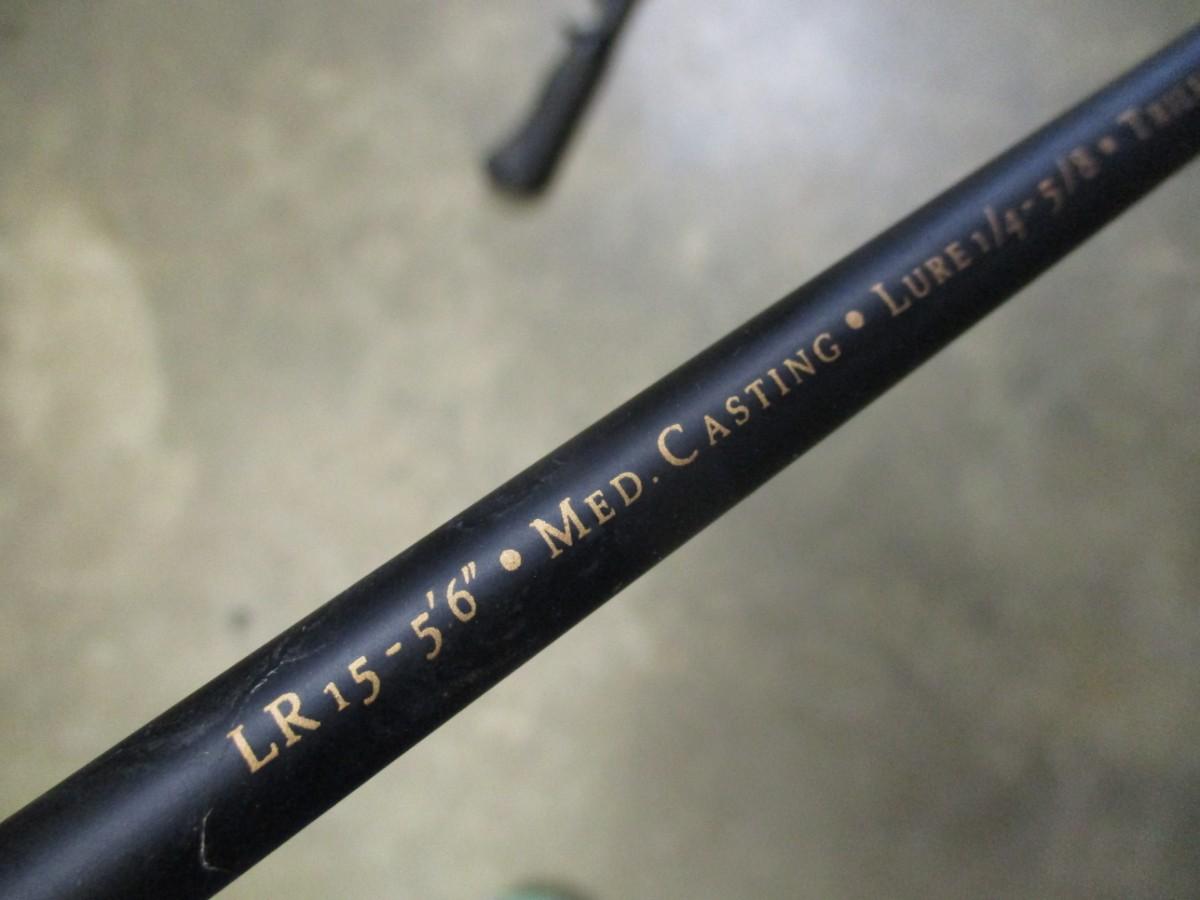 LR15-5'6" • MED. CASTING • LURE 1/4-5/8 •